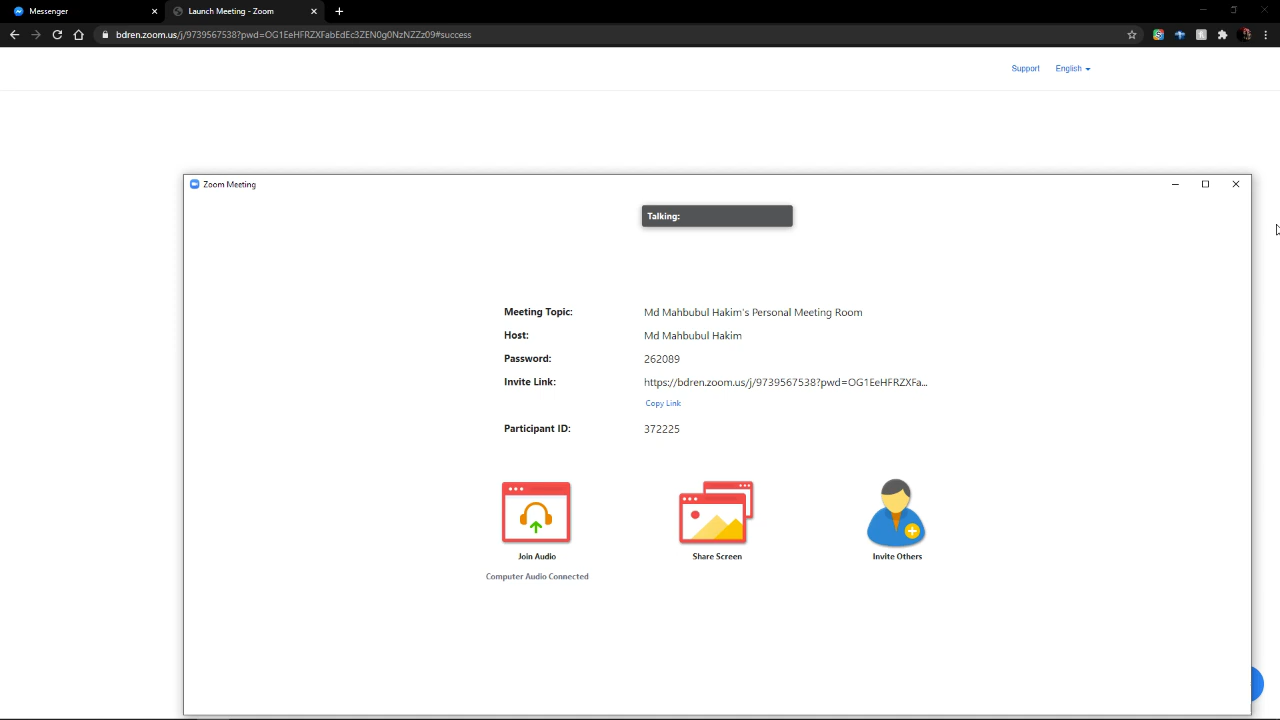 Messenger
Launch Meeting - Zoom
bdren.zoom.us/j/9739567538?pwd=OG1EeHFRZXFabEdEc3ZEN0g0NzNZZz09#success
Support English
Zoom Meeting
Talking:
Meeting Topic: Md Mahbubul Hakim's Personal Meeting Room
Host: Md Mahbubul Hakim
Password: 262089
Invite Link: https://bdren.zoom.us/j/9739567538?pwd=OG1EeHFRZXFa...
Copy Link
Participant ID: 372225
Join Audio Share Screen Invite Others
Computer Audio Connected